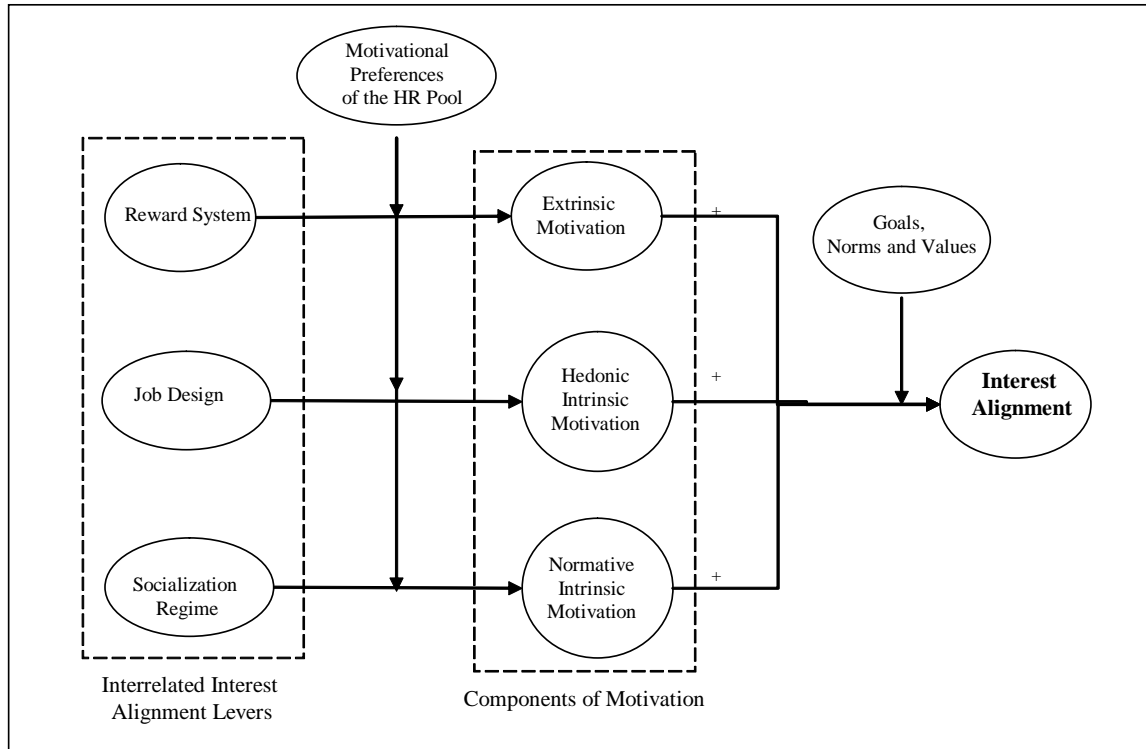 Motivational
Preferences
of the HR Pool
Reward System
Extrinsic
Motivation
+
Goals,
Norms and Values
Job Design
Hedonic
Intrinsic
Motivation
+
Interest
Alignment
Socialization
Regime
Normative
Intrinsic
Motivation
+
Interrelated Interest
Alignment Levers
Components of Motivation